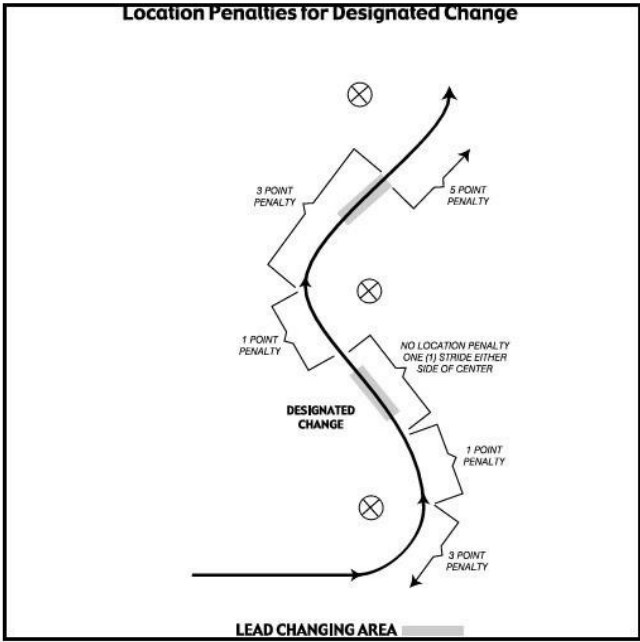 Location Penalties for Designated Change
3 POINT
PENALTY
5 POINT
PENALTY
1 POINT
PENALTY
NO LOCATION PENALTY
ONE (1) STRIDE EITHER
SIDE OF CENTER
DESIGNATED
CHANGE
1 POINT
PENALTY
3 POINT
PENALTY
LEAD CHANGING AREA